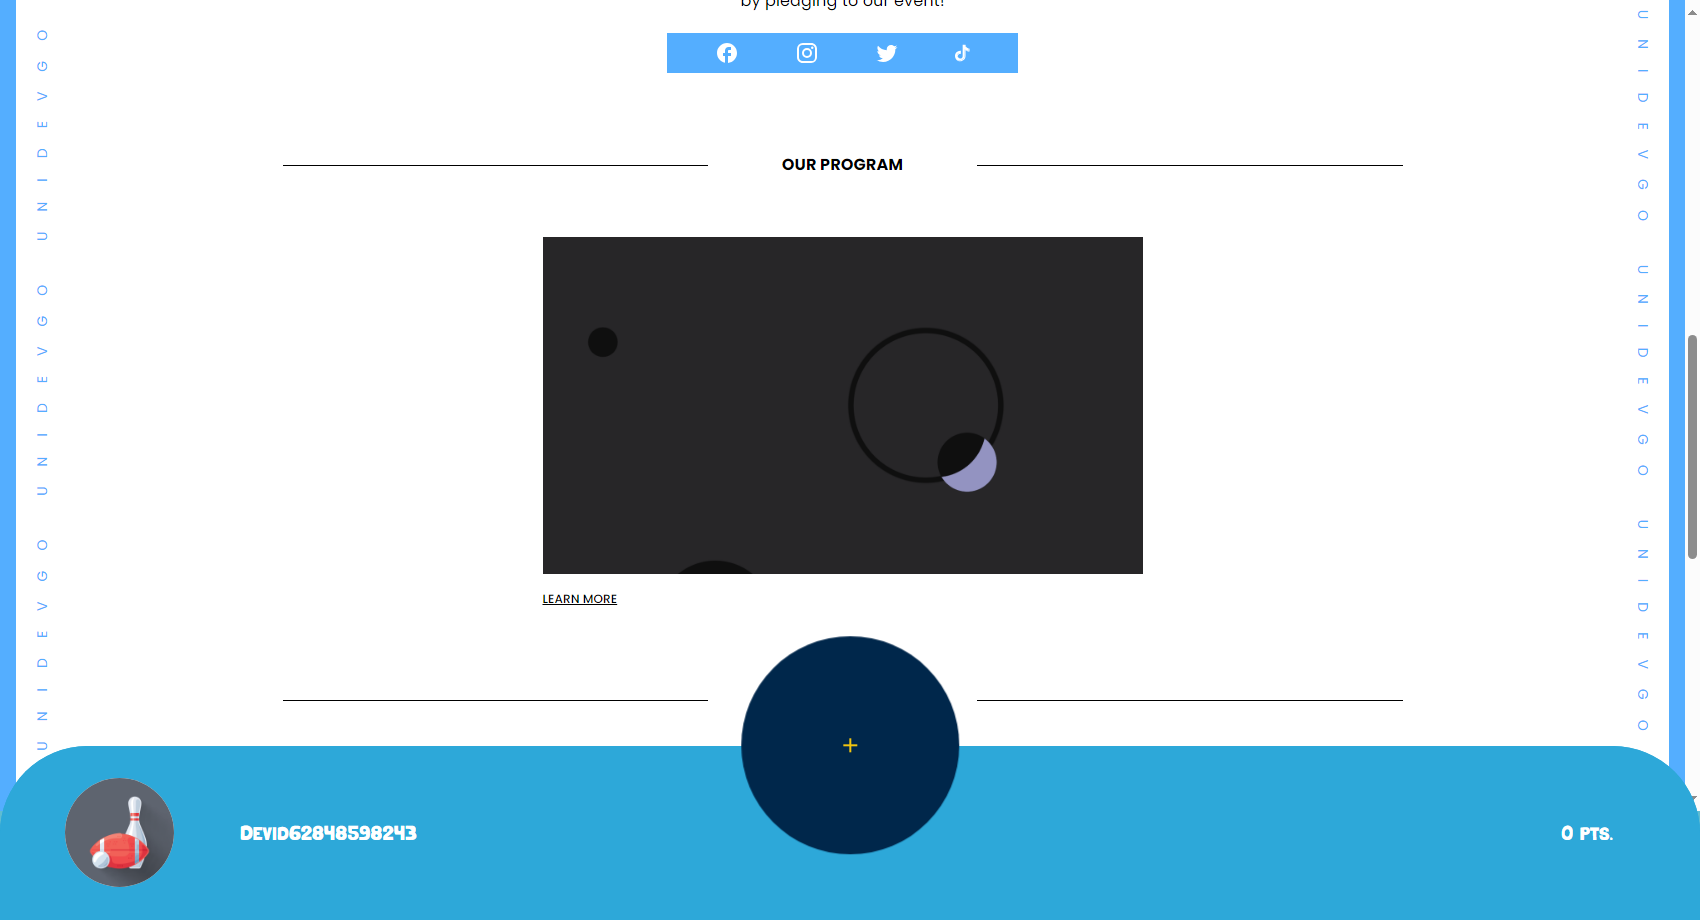 by pledging to our event!
OUR PROGRAM
LEARN MORE
+
DEVID62848598243
0 PTS.
UNIDEVGO UNIDEVGO UNIDEVGO
UNIDEVGO UNIDEVGO UNIDEVGO